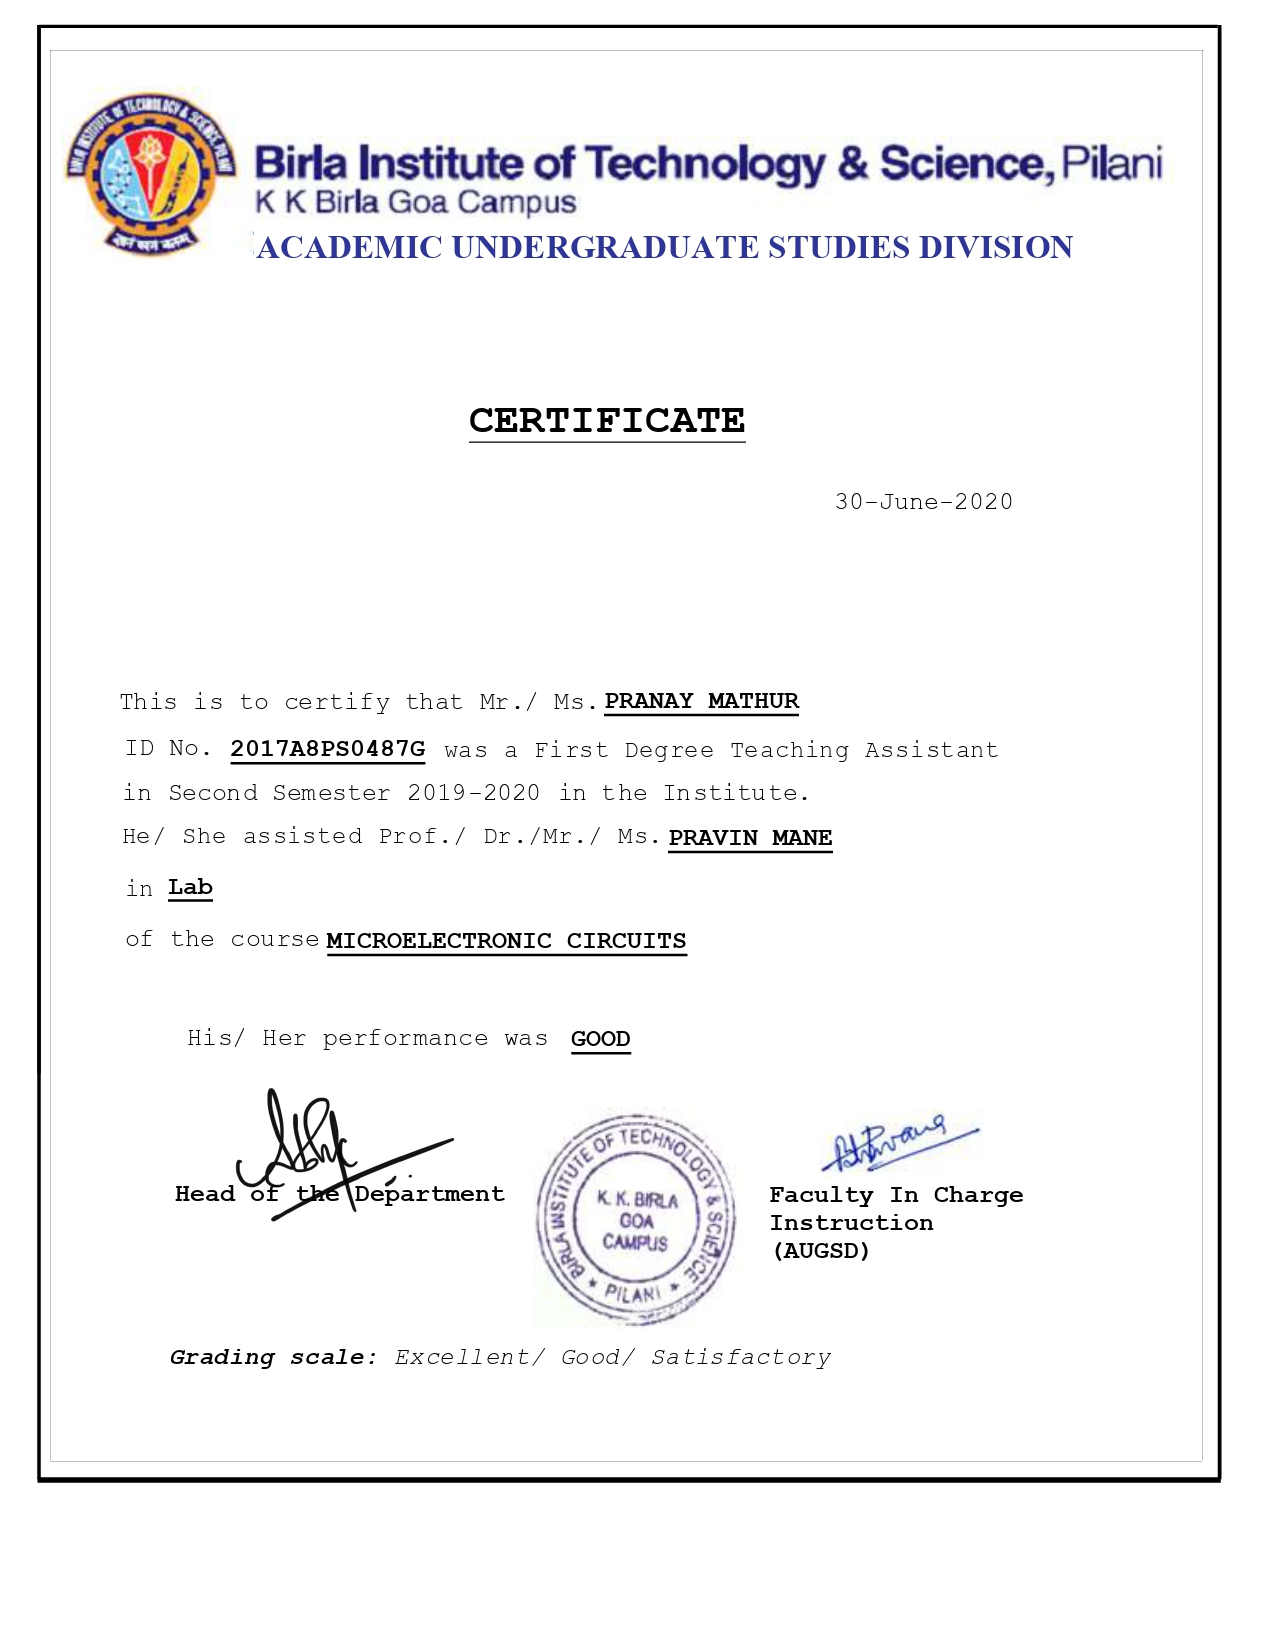 BIRLA INSTITUTE OF TECHNOLOGY & SCIENCE, PILANI
Birla Institute of Technology & Science, Pilani
K K Birla Goa Campus
ACADEMIC UNDERGRADUATE STUDIES DIVISION
CERTIFICATE
30-June-2020
This is to certify that Mr./ Ms. PRANAY MATHUR
ID No. 2017A8PS0487G was a First Degree Teaching Assistant
in Second Semester 2019-2020 in the Institute.
He/ She assisted Prof./ Dr./Mr./ Ms. PRAVIN MANE
in Lab
of the course MICROELECTRONIC CIRCUITS
His/ Her performance was GOOD
BIRLA INSTITUTE OF TECHNOLOGY & SCIENCE
K. K. BIRLA
GOA
CAMPUS
* PILANI *
Head of the Department
Faculty In Charge
Instruction
(AUGSD)
Grading scale: Excellent/ Good/ Satisfactory